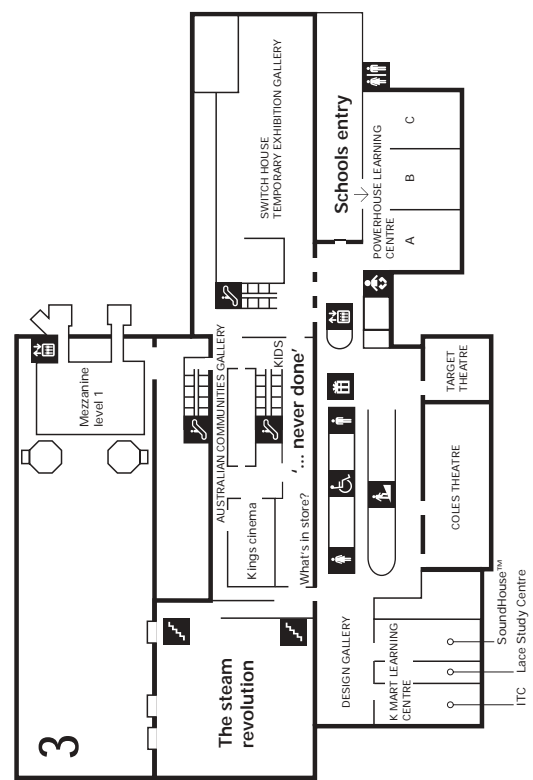 3
Mezzanine
level 1
The steam
revolution
SWITCH HOUSE
TEMPORARY EXHIBITION GALLERY
AUSTRALIAN COMMUNITIES GALLERY
Kings cinema
KIDS
What's in store?
'... never done'
Schools entry
POWERHOUSE LEARNING
CENTRE
A
B
C
TARGET
THEATRE
COLES THEATRE
DESIGN GALLERY
K MART LEARNING
CENTRE
ITC
Lace Study Centre
SoundHouse™